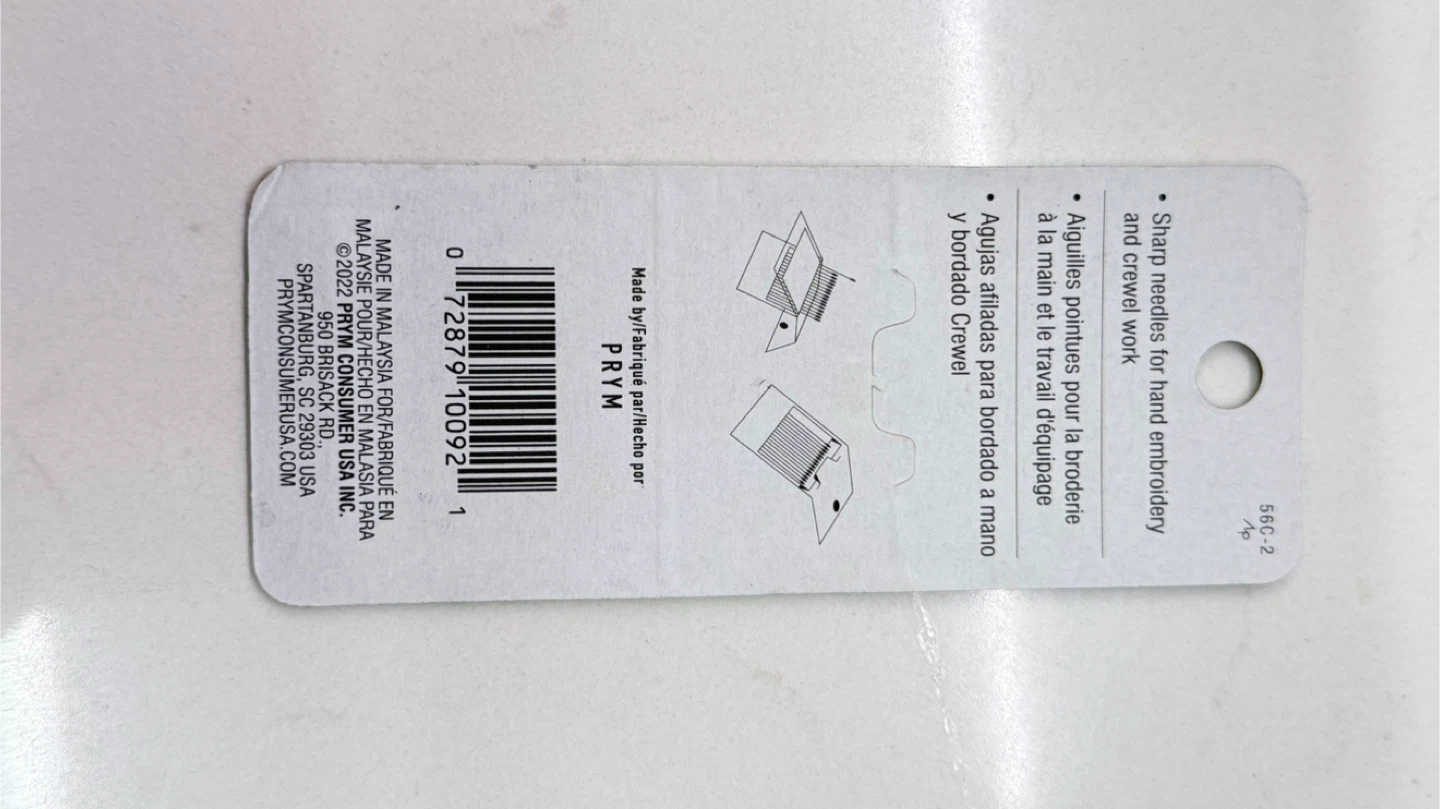 56C-2
1p
• Sharp needles for hand embroidery
and crewel work
• Aiguilles pointues pour la broderie
à la main et le travail d'équipage
• Agujas afiladas para bordado a mano
y bordado Crewel
Made by/Fabriqué par/Hecho por
PRYM
0 72879 10092 1
MADE IN MALAYSIA FOR/FABRIQUÉ EN
MALAYSIE POUR/HECHO EN MALASIA PARA
©2022 PRYM CONSUMER USA INC.
950 BRISACK RD.,
SPARTANBURG, SC 29303 USA
PRYMCONSUMERUSA.COM